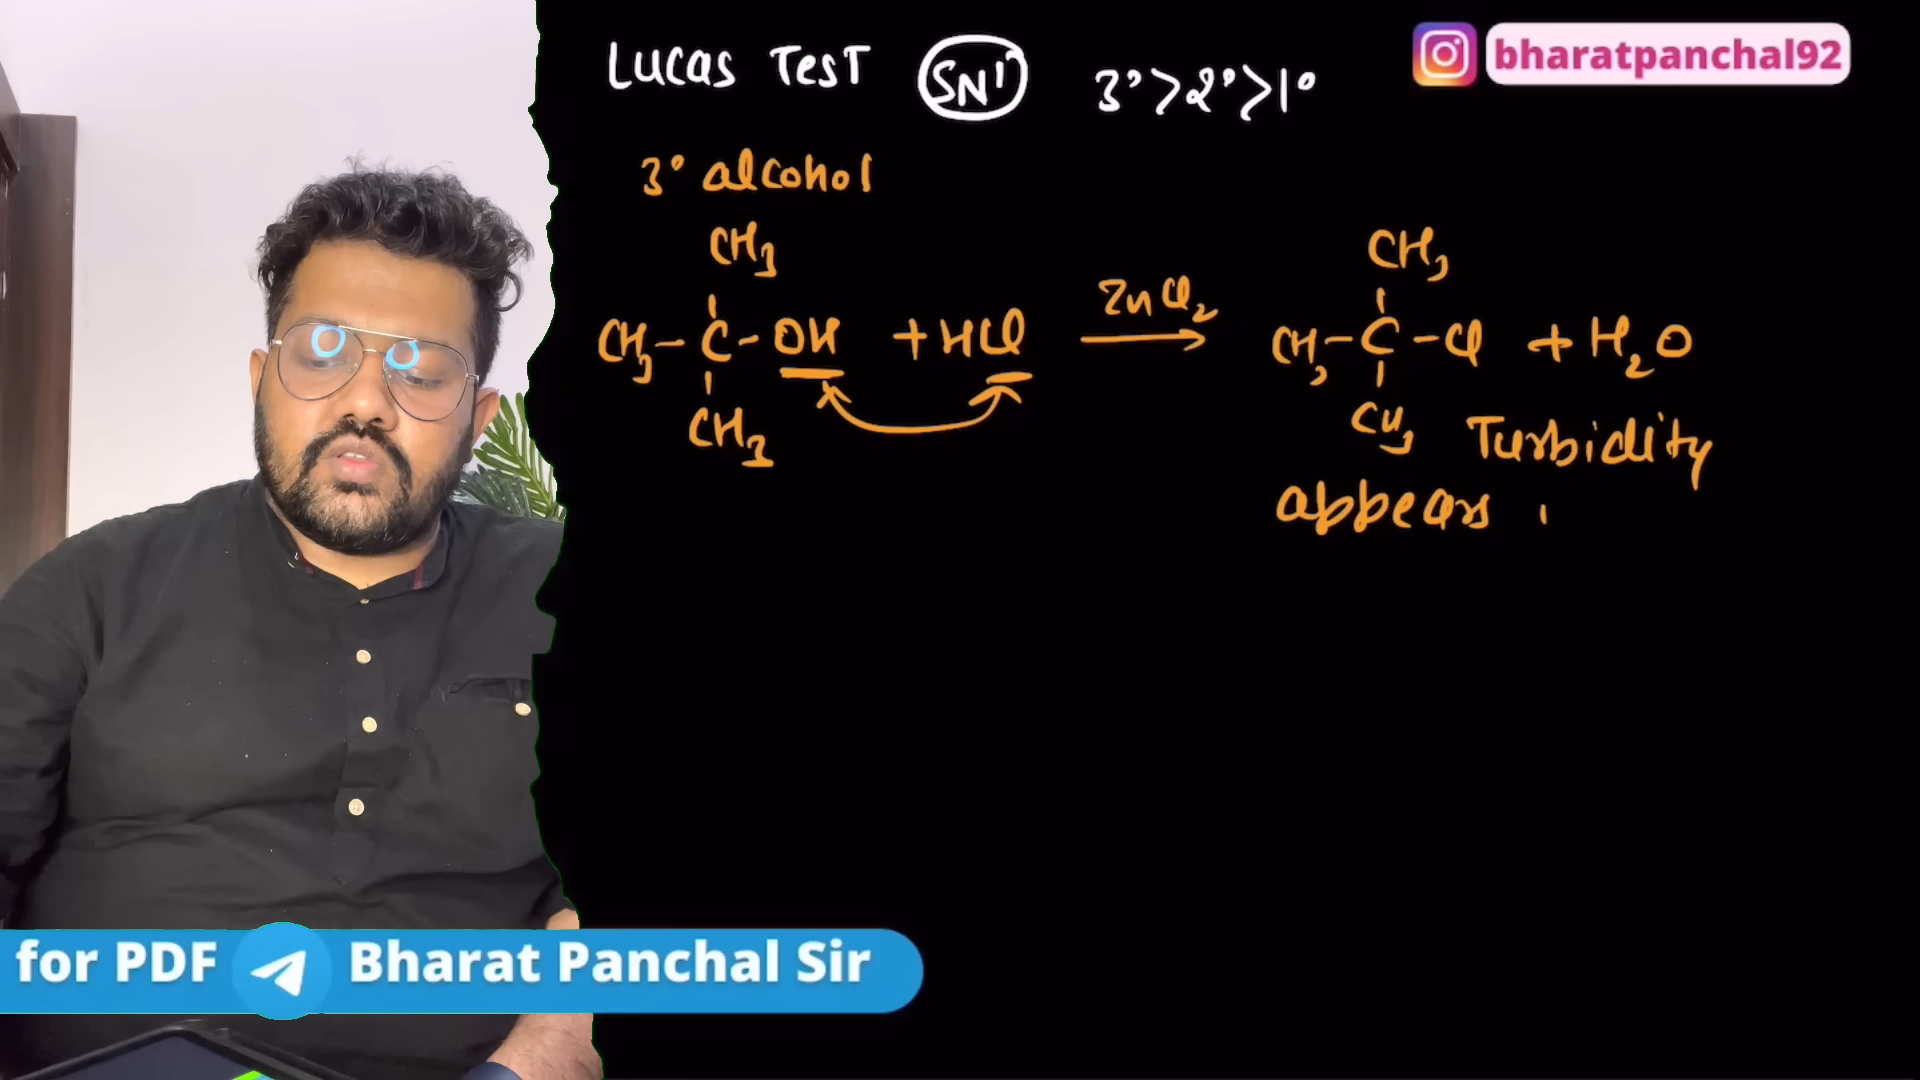 LUCAS TEST SN1 3°>2°>1°
bharatpanchal92
3° alcohol
CH3
CH3-C-OH + HCl ZnCl2
CH3
CH3
CH3-C-Cl + H2O
CH3 Turbidity
appears
for PDF Bharat Panchal Sir